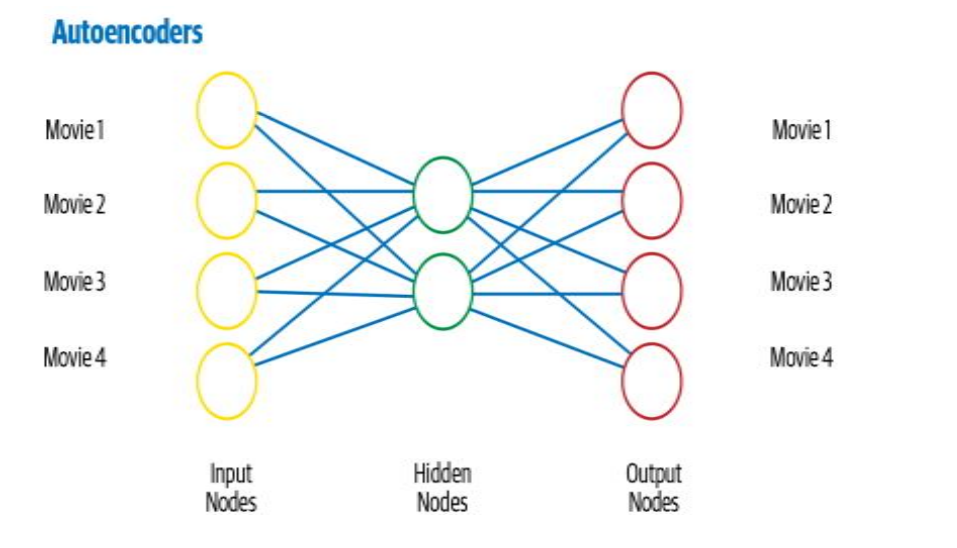 Autoencoders
Movie 1
Movie 1
Movie 2
Movie 2
Movie 3
Movie 3
Movie 4
Movie 4
Input
Nodes
Hidden
Nodes
Output
Nodes